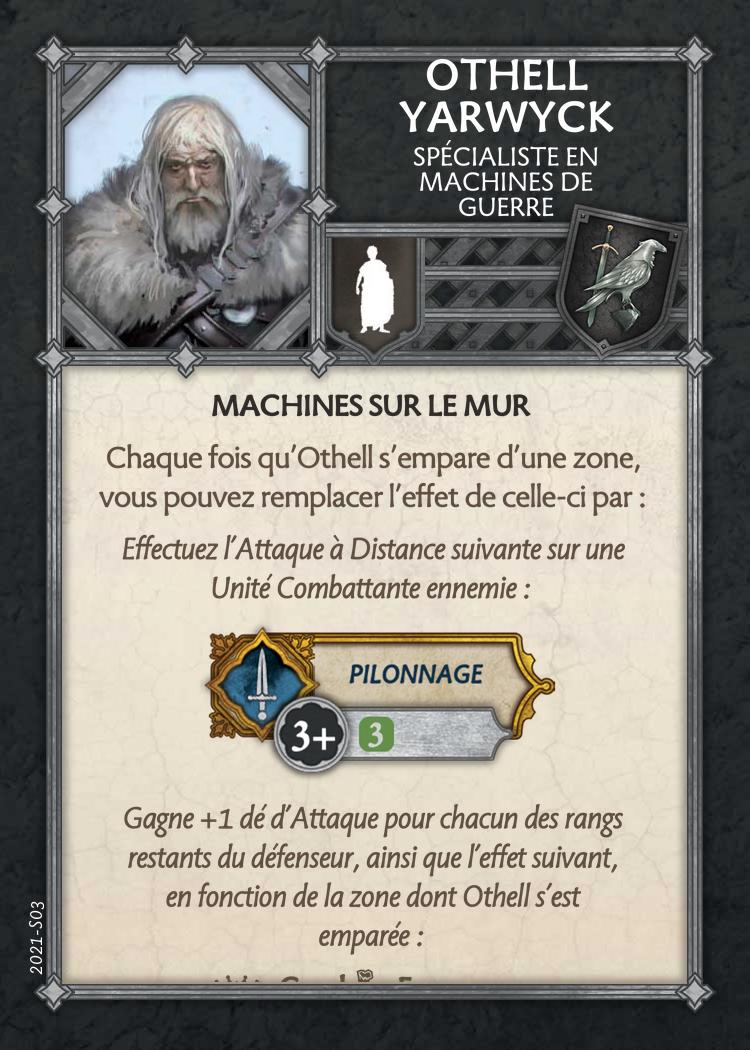 OTHELL
YARWYCK
SPÉCIALISTE EN
MACHINES DE
GUERRE
MACHINES SUR LE MUR
Chaque fois qu'Othell s'empare d'une zone,
vous pouvez remplacer l'effet de celle-ci par :
Effectuez l'Attaque à Distance suivante sur une
Unité Combattante ennemie :
PILONNAGE
3+ 3
Gagne +1 dé d'Attaque pour chacun des rangs
restants du défenseur, ainsi que l'effet suivant,
en fonction de la zone dont Othell s'est
emparée :
2021-S03